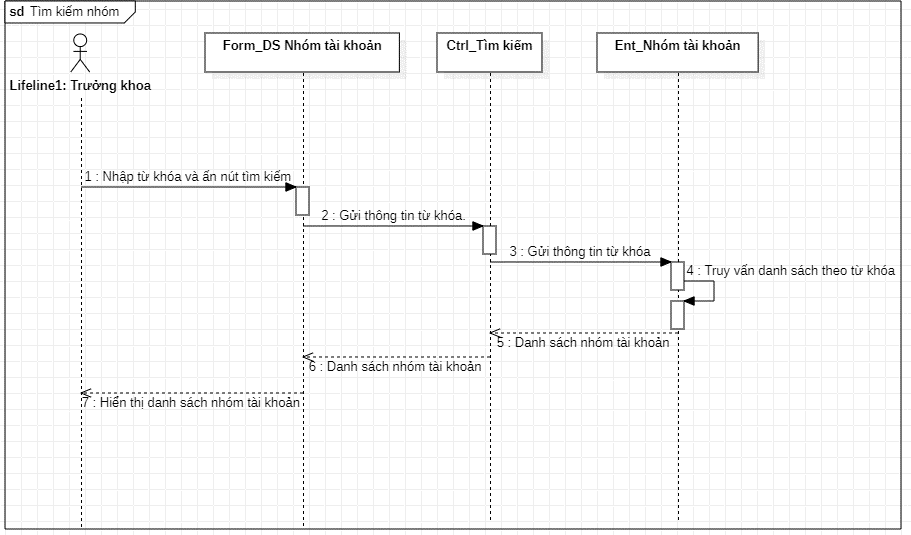 sd Tìm kiếm nhóm
Form_DS Nhóm tài khoản
Ctrl_Tìm kiếm
Ent_Nhóm tài khoản
Lifeline1: Trưởng khoa
1 : Nhập từ khóa và ấn nút tìm kiếm
2 : Gửi thông tin từ khóa.
3 : Gửi thông tin từ khóa
4 : Truy vấn danh sách theo từ khóa
5 : Danh sách nhóm tài khoản
6 : Danh sách nhóm tài khoản
7 : Hiển thị danh sách nhóm tài khoản